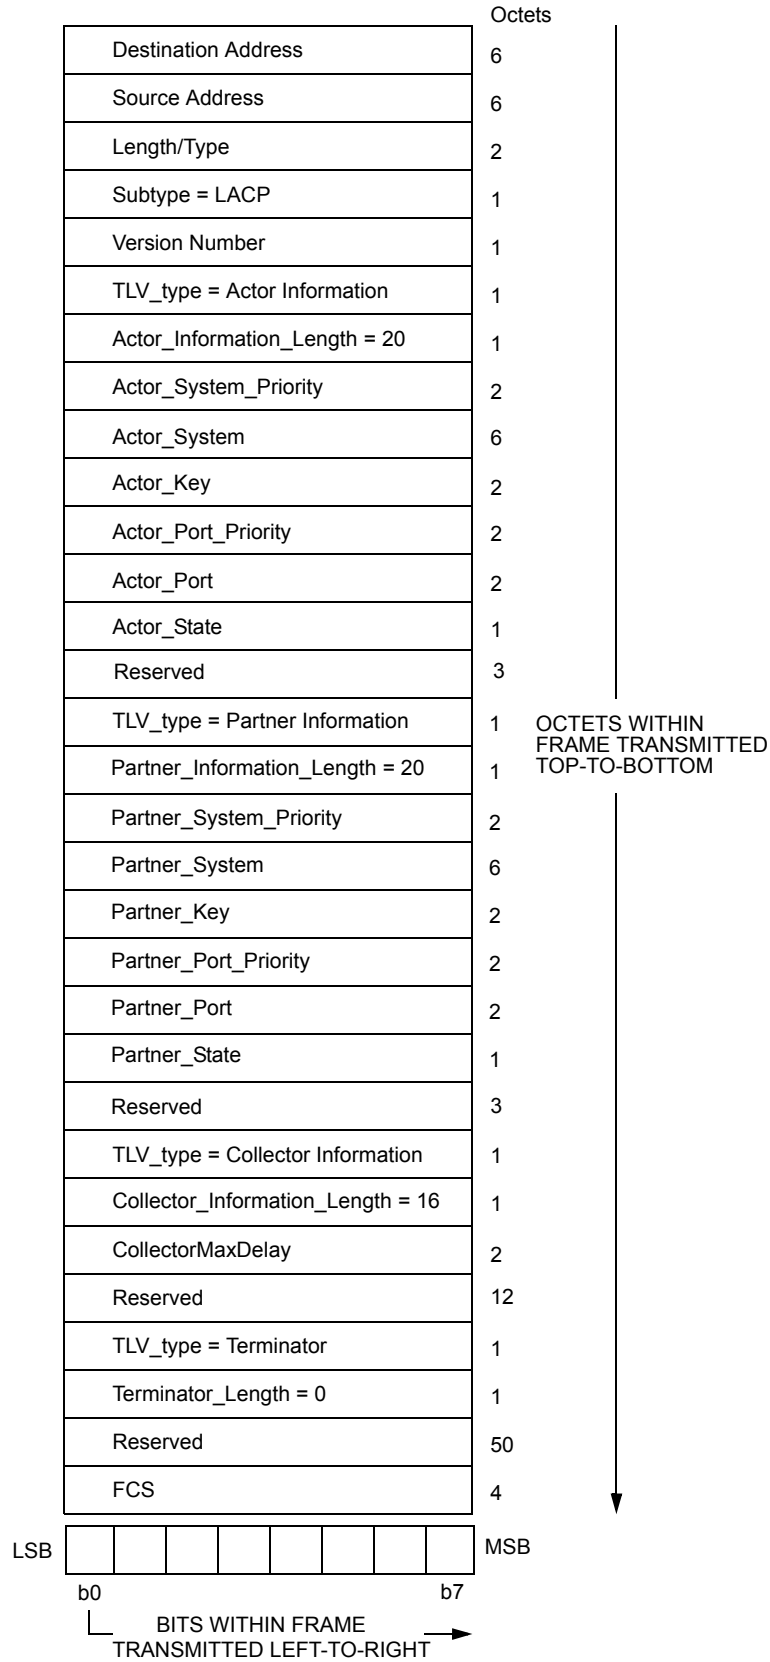 Octets
Destination Address 6
Source Address 6
Length/Type 2
Subtype = LACP 1
Version Number 1
TLV_type = Actor Information 1
Actor_Information_Length = 20 1
Actor_System_Priority 2
Actor_System 6
Actor_Key 2
Actor_Port_Priority 2
Actor_Port 2
Actor_State 1
Reserved 3
TLV_type = Partner Information 1
Partner_Information_Length = 20 1
OCTETS WITHIN
FRAME TRANSMITTED
TOP-TO-BOTTOM
Partner_System_Priority 2
Partner_System 6
Partner_Key 2
Partner_Port_Priority 2
Partner_Port 2
Partner_State 1
Reserved 3
TLV_type = Collector Information 1
Collector_Information_Length = 16 1
CollectorMaxDelay 2
Reserved 12
TLV_type = Terminator 1
Terminator_Length = 0 1
Reserved 50
FCS 4
LSB MSB
b0 b7
BITS WITHIN FRAME
TRANSMITTED LEFT-TO-RIGHT